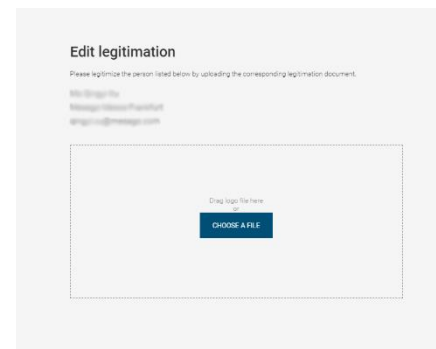 Edit legitimation
Please legitimize the person listed below by uploading the corresponding legitimation document.
Drag logo file here
or
CHOOSE A FILE